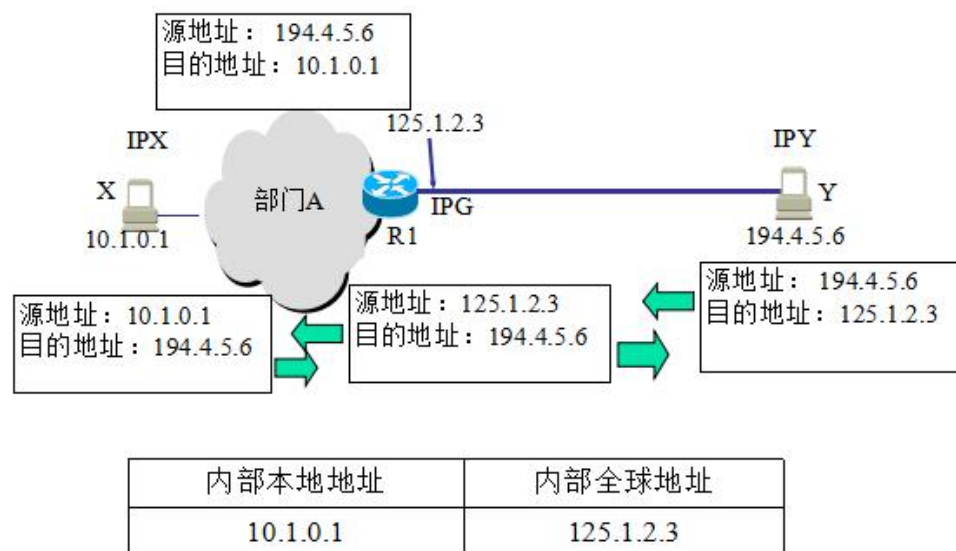 源地址：194.4.5.6
目的地址：10.1.0.1
125.1.2.3
IPX
IPY
X
部门A
IPG
Y
R1
10.1.0.1
194.4.5.6
源地址：10.1.0.1
目的地址：194.4.5.6
源地址：125.1.2.3
目的地址：194.4.5.6
源地址：194.4.5.6
目的地址：125.1.2.3
内部本地地址 内部全球地址
10.1.0.1 125.1.2.3